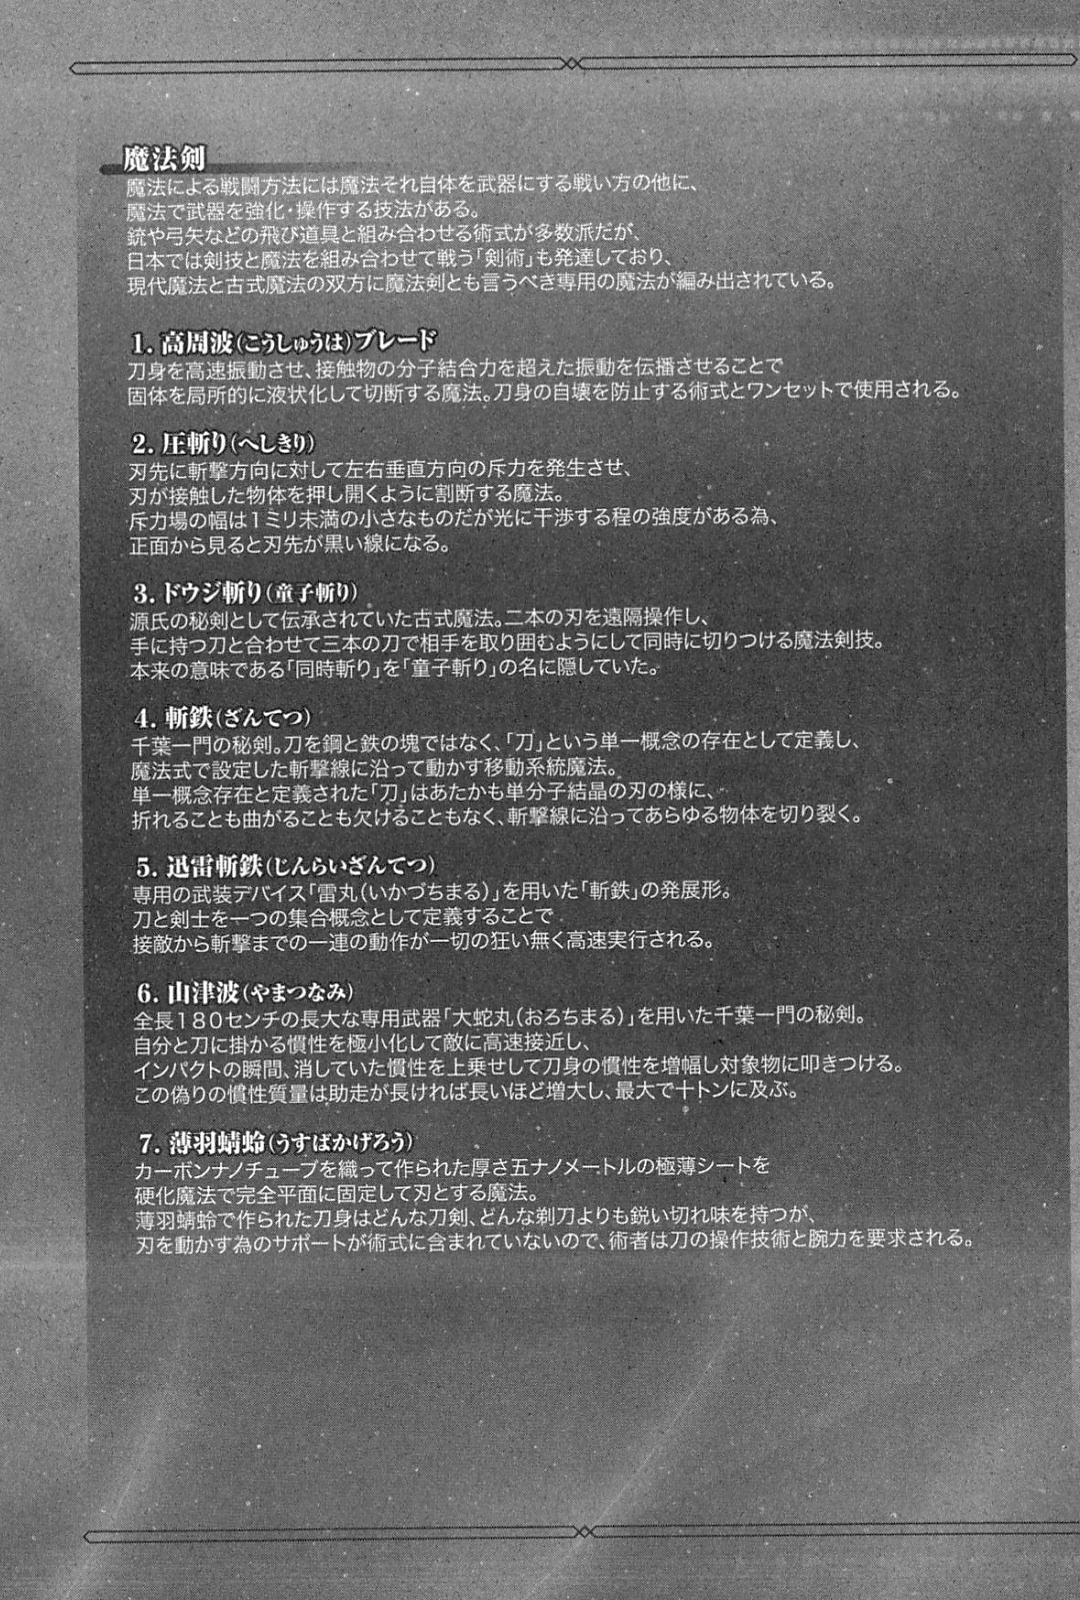 魔法剣
魔法による戦闘方法には魔法それ自体を武器にする戦い方の他に、
魔法で武器を強化・操作する技法がある。
銃や弓矢などの飛び道具と組み合わせる術式が多数派だが、
日本では剣技と魔法を組み合わせて戦う「剣術」も発達しており、
現代魔法と古式魔法の双方に魔法剣とも言うべき専用の魔法が編み出されている。
1. 高周波(こうしゅうは)ブレード
刀身を高速振動させ、接触物の分子結合力を超えた振動を伝播させることで
固体を局所的に液状化して切断する魔法。刀身の自壊を防止する術式とワンセットで使用される。
2. 圧斬り(へしきり)
刃先に斬撃方向に対して左右垂直方向の斥力を発生させ、
刃が接触した物体を押し開くように割断する魔法。
斥力場の幅は1ミリ未満の小さなものだが光に干渉する程の強度がある為、
正面から見ると刃先が黒い線になる。
3. ドウジ斬り(童子斬り)
源氏の秘剣として伝承されていた古式魔法。二本の刃を遠隔操作し、
手に持つ刀と合わせて三本の刀で相手を取り囲むようにして同時に切りつける魔法剣技。
本来の意味である「同時斬り」を「童子斬り」の名に隠していた。
4. 斬鉄(ざんてつ)
千葉一門の秘剣。刀を鋼と鉄の塊ではなく、「刀」という単一概念の存在として定義し、
魔法式で設定した斬撃線に沿って動かす移動系統魔法。
単一概念存在と定義された「刀」はあたかも単分子結晶の刃の様に、
折れることも曲がることも欠けることもなく、斬撃線に沿ってあらゆる物体を切り裂く。
5. 迅雷斬鉄(じんらいざんてつ)
専用の武装デバイス「雷丸(いかづちまる)」を用いた「斬鉄」の発展形。
刀と剣士を一つの集合概念として定義することで
接敵から斬撃までの一連の動作が一切の狂い無く高速実行される。
6. 山津波(やまつなみ)
全長180センチの長大な専用武器「大蛇丸(おろちまる)」を用いた千葉一門の秘剣。
自分と刀に掛かる慣性を極小化して敵に高速接近し、
インパクトの瞬間、消していた慣性を上乗せして刀身の慣性を増幅し対象物に叩きつける。
この偽りの慣性質量は助走が長ければ長いほど増大し、最大で十トンに及ぶ。
7. 薄羽蜻蛉(うすばかげろう)
カーボンナノチューブを織って作られた厚さ五ナノメートルの極薄シートを
硬化魔法で完全平面に固定して刃とする魔法。
薄羽蜻蛉で作られた刀身はどんな刀剣、どんな剃刀よりも鋭い切れ味を持つが、
刃を動かす為のサポートが術式に含まれていないので、術者は刀の操作技術と腕力を要求される。